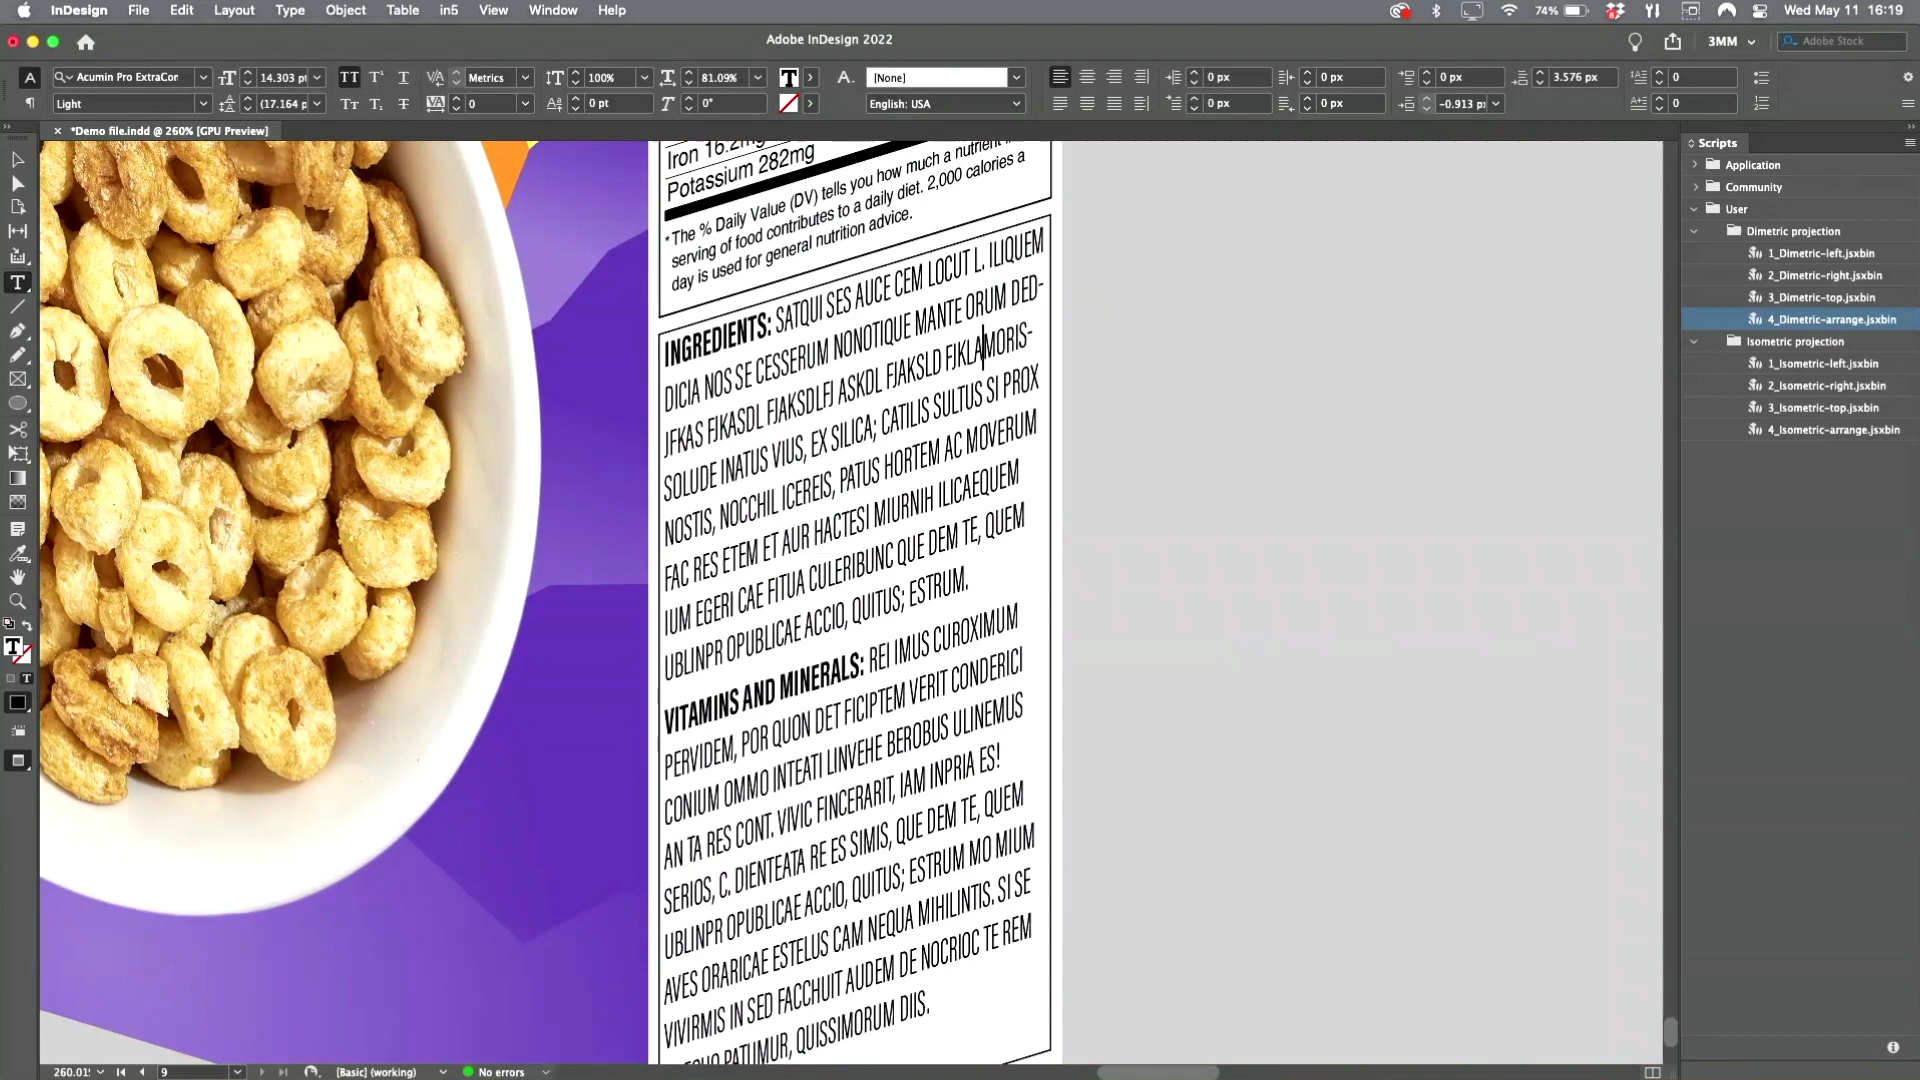 InDesign File Edit Layout Type Object Table in5 View Window Help 74% Wed May 11 16:19
Adobe InDesign 2022 3MM Adobe Stock
A Acumin Pro ExtraCon 14.303 pt TT Metrics 100% 81.09% T A. [None] 0 px 0 px 0 px 3.576 px 0
Light (17.164 p 0 0 pt 0° English: USA 0 px 0 px -0.913 p 0
*Demo file.indd @ 260% [GPU Preview]
Scripts
Application
Community
User
Dimetric projection
1_Dimetric-left.jsxbin
2_Dimetric-right.jsxbin
3_Dimetric-top.jsxbin
4_Dimetric-arrange.jsxbin
Isometric projection
1_Isometric-left.jsxbin
2_Isometric-right.jsxbin
3_Isometric-top.jsxbin
4_Isometric-arrange.jsxbin
Iron 16.2mg
Potassium 282mg
*The % Daily Value (DV) tells you how much a nutrient
serving of food contributes to a daily diet. 2,000 calories a
day is used for general nutrition advice.
INGREDIENTS: SATQUI SES AUCE CEM LOCUT L. ILIQUEM
DICIA NOS SE CESSERUM NONOTIQUE MANTE ORUM DED-
JFKAS FJKASDL FJAKSDLFJ ASKDL FJAKSLD FJKLAMORIS-
SOLUDE INATUS VIUS, EX SILICA; CATILIS SULTUS SI PROX
NOSTIS, NOCCHIL ICEREIS, PATUS HORTEM AC MOVERUM
FAC RES ETEM ET AUR HACTESI MIURNIH ILICAEQUEM
IUM EGERI CAE FITUA CULERIBUNC QUE DEM TE, QUEM
UBLINPR OPUBLICAE ACCIO, QUITUS; ESTRUM.
VITAMINS AND MINERALS: REI IMUS CUROXIMUM
PERVIDEM, POR QUON DET FICIPTEM VERIT CONDERICI
CONIUM OMMO INTEATI LINVEHE BEROBUS ULINEMUS
AN TA RES CONT. VIVIC FINCERARIT, IAM INPRIA ES!
SERIOS, C. DIENTEATA RE ES SIMIS, QUE DEM TE, QUEM
UBLINPR OPUBLICAE ACCIO, QUITUS; ESTRUM MO MIUM
AVES ORARICAE ESTELUS CAM NEQUA MIHILINTIS. SI SE
VIVIRMIS IN SED FACCHUIT AUDEM DE NOCRIOC TE REM
PATUMUR, QUISSIMORUM DIIS.
260.01 9 [Basic] (working) No errors